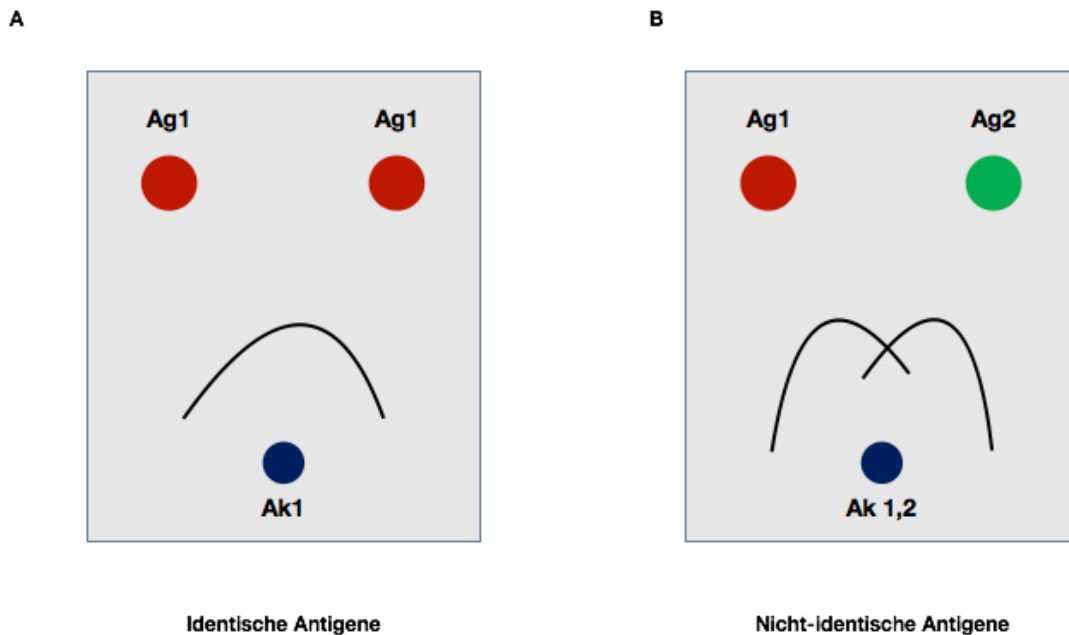 A
B
Ag1 Ag1
Ag1 Ag2
Ak1
Ak 1,2
Identische Antigene
Nicht-identische Antigene